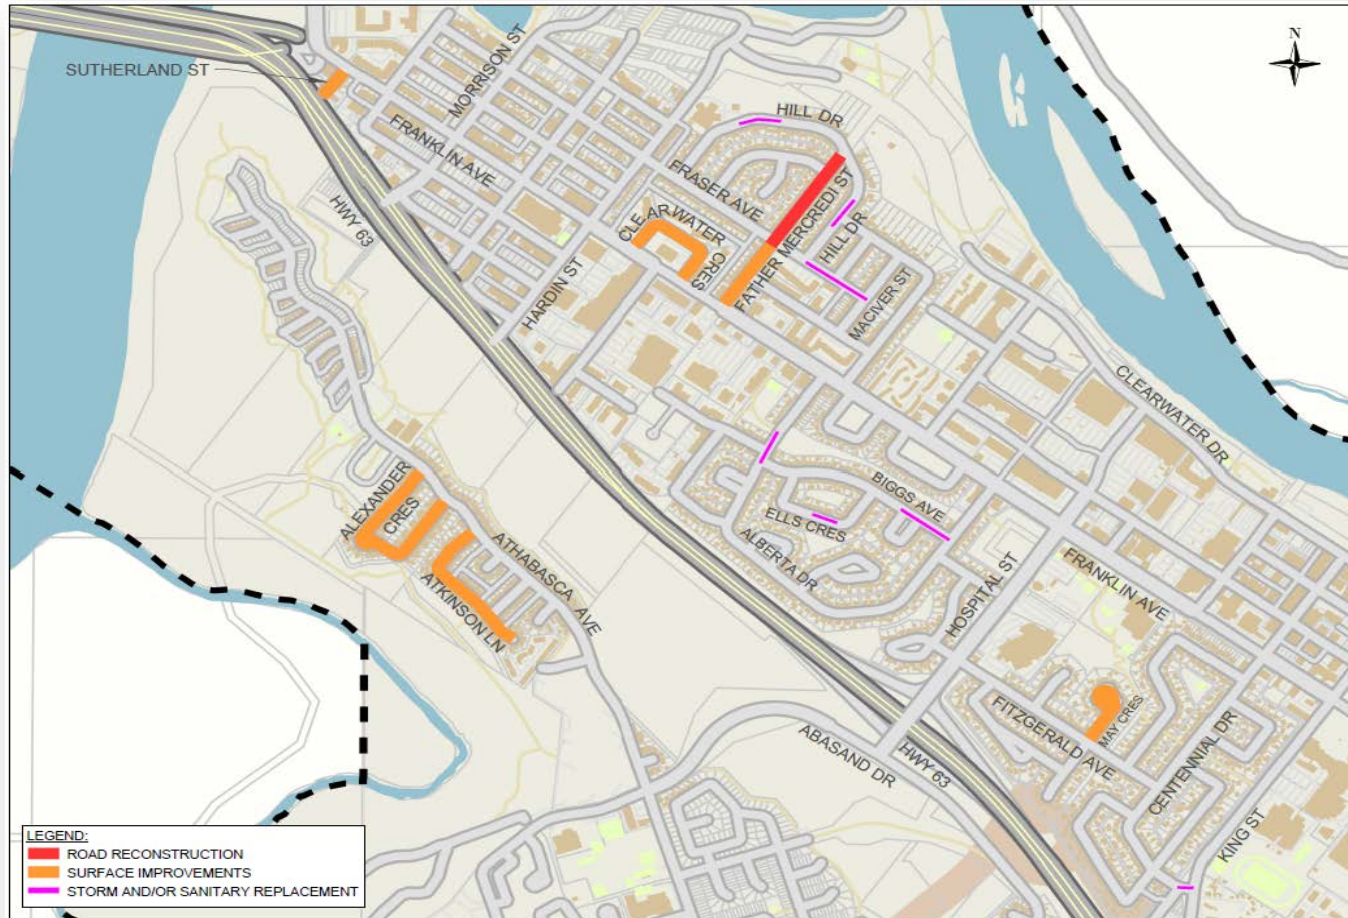 N
SUTHERLAND ST
MORRISON ST
HILL DR
FRANKLIN AVE
FRASER AVE
HWY 63
CLEARWATER
CRES
FATHER MERCREDI ST
HILL DR
HARDIN ST
MACIVER ST
CLEARWATER DR
ALEXANDER
CRES
BIGGS AVE
ELLS CRES
ALBERTA DR
ATHABASCA AVE
ATKINSON LN
HOSPITAL ST
FRANKLIN AVE
FITZGERALD AVE
MAY CRES
ABASAND DR
HWY 63
CENTENNIAL DR
KING ST
LEGEND:
ROAD RECONSTRUCTION
SURFACE IMPROVEMENTS
STORM AND/OR SANITARY REPLACEMENT